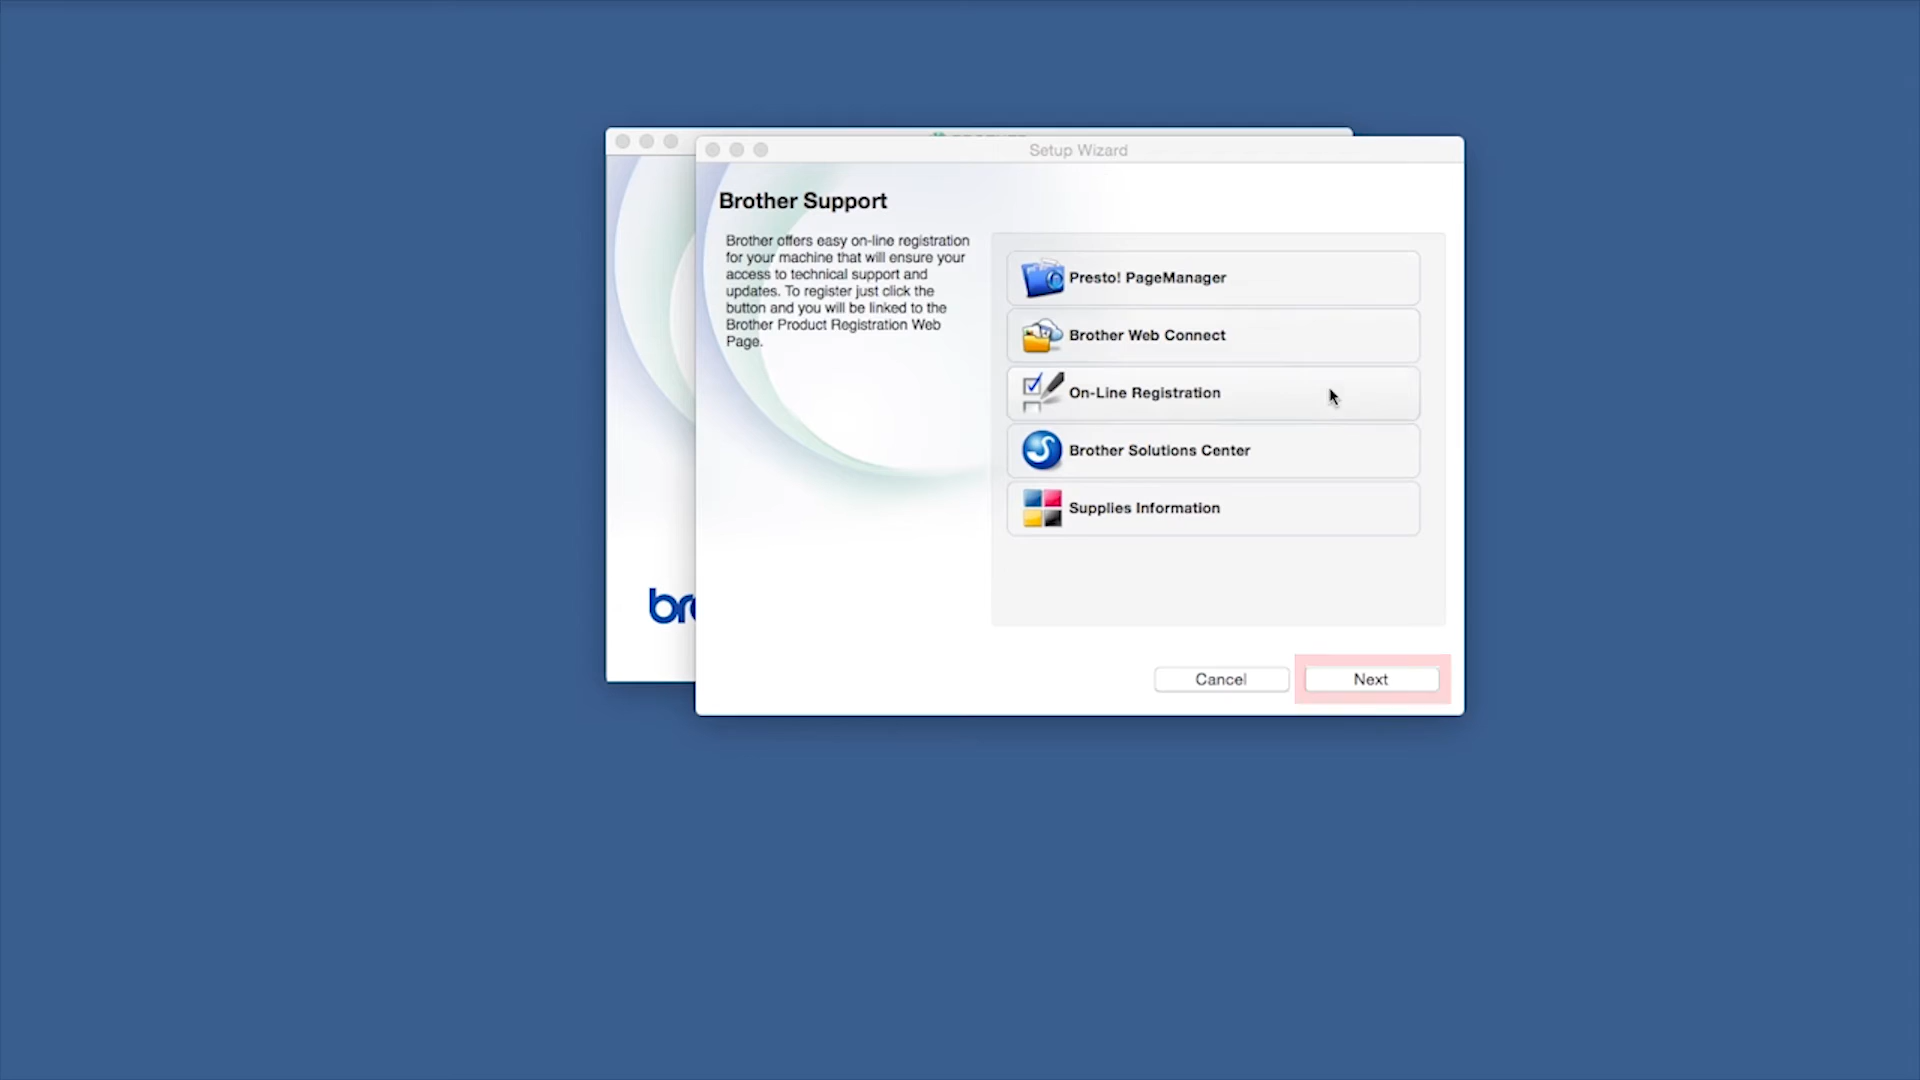 Setup Wizard
Brother Support
Brother offers easy on-line registration
for your machine that will ensure your
access to technical support and
updates. To register just click the
button and you will be linked to the
Brother Product Registration Web
Page.
Presto! PageManager
Brother Web Connect
On-Line Registration
Brother Solutions Center
Supplies Information
bro
Cancel
Next